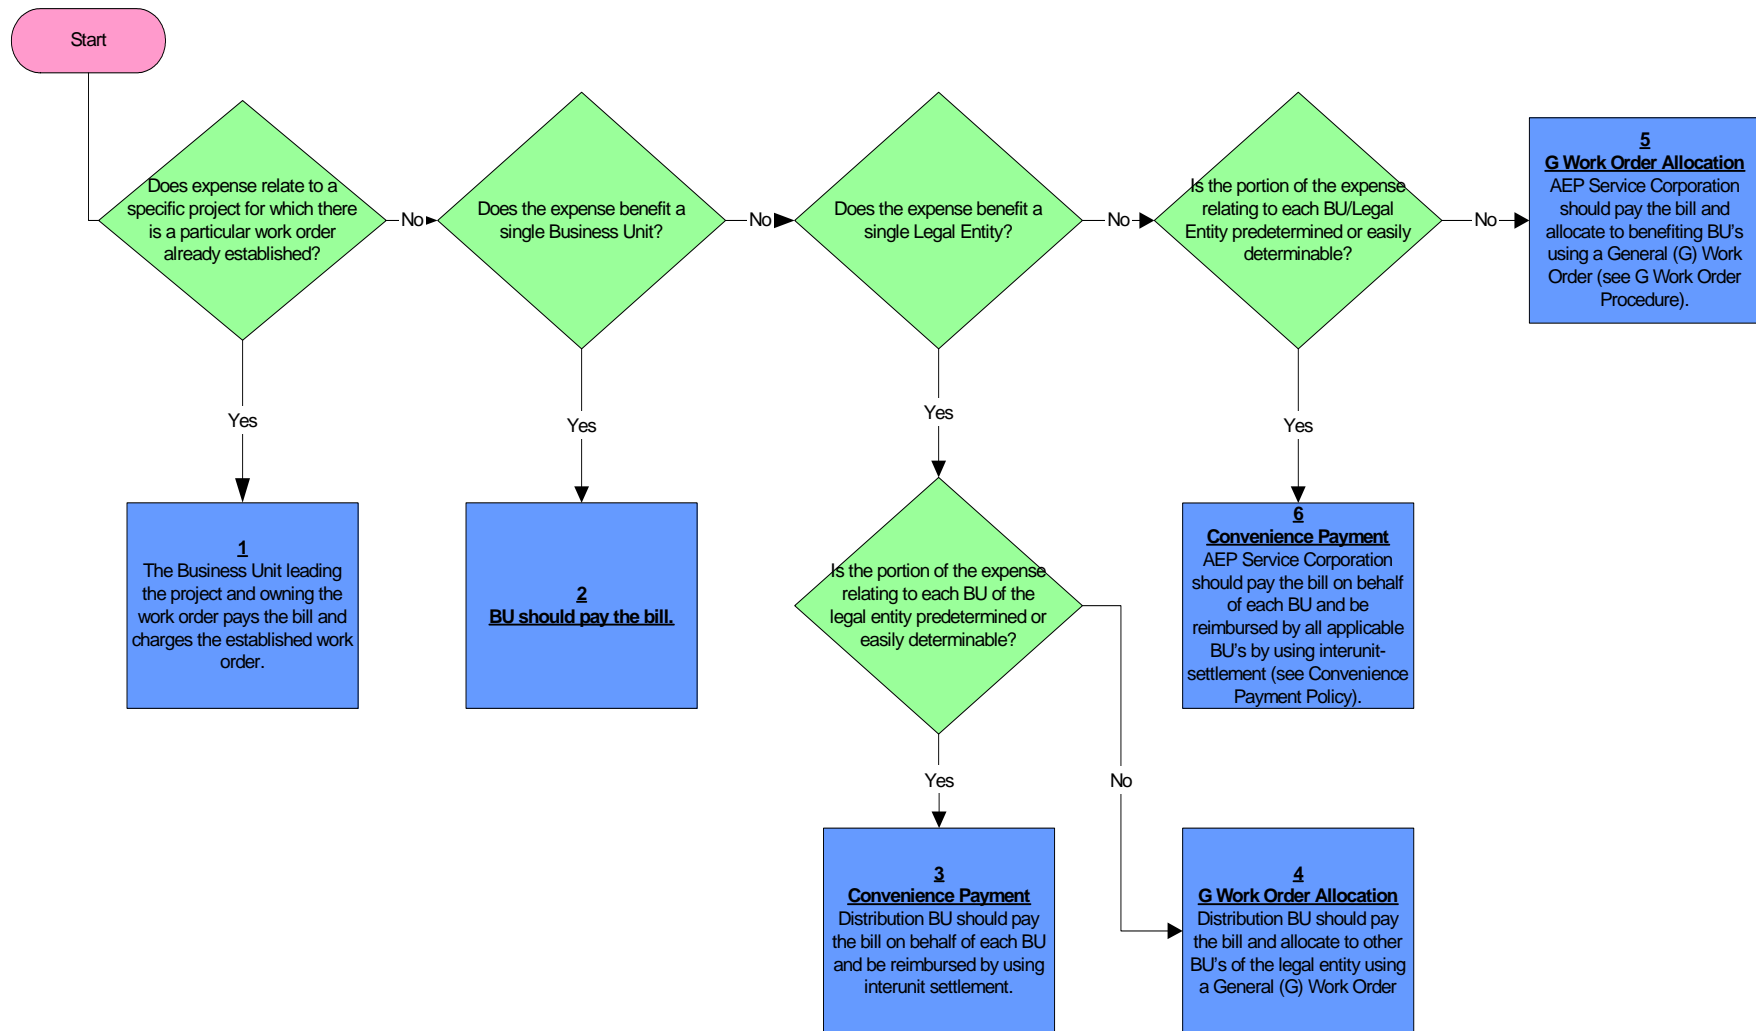 Start
Does expense relate to a
specific project for which there
is a particular work order
already established?
No
Does the expense benefit a
single Business Unit?
No
Does the expense benefit a
single Legal Entity?
No
Is the portion of the expense
relating to each BU/Legal
Entity predetermined or easily
determinable?
No
5
G Work Order Allocation
AEP Service Corporation
should pay the bill and
allocate to benefiting BU's
using a General (G) Work
Order (see G Work Order
Procedure).
Yes
Yes
Yes
Yes
1
The Business Unit leading
the project and owning the
work order pays the bill and
charges the established work
order.
2
BU should pay the bill.
Is the portion of the expense
relating to each BU of the
legal entity predetermined or
easily determinable?
6
Convenience Payment
AEP Service Corporation
should pay the bill on behalf
of each BU and be
reimbursed by all applicable
BU's by using interunit-
settlement (see Convenience
Payment Policy).
Yes
No
3
Convenience Payment
Distribution BU should pay
the bill on behalf of each BU
and be reimbursed by using
interunit settlement.
4
G Work Order Allocation
Distribution BU should pay
the bill and allocate to other
BU's of the legal entity using
a General (G) Work Order